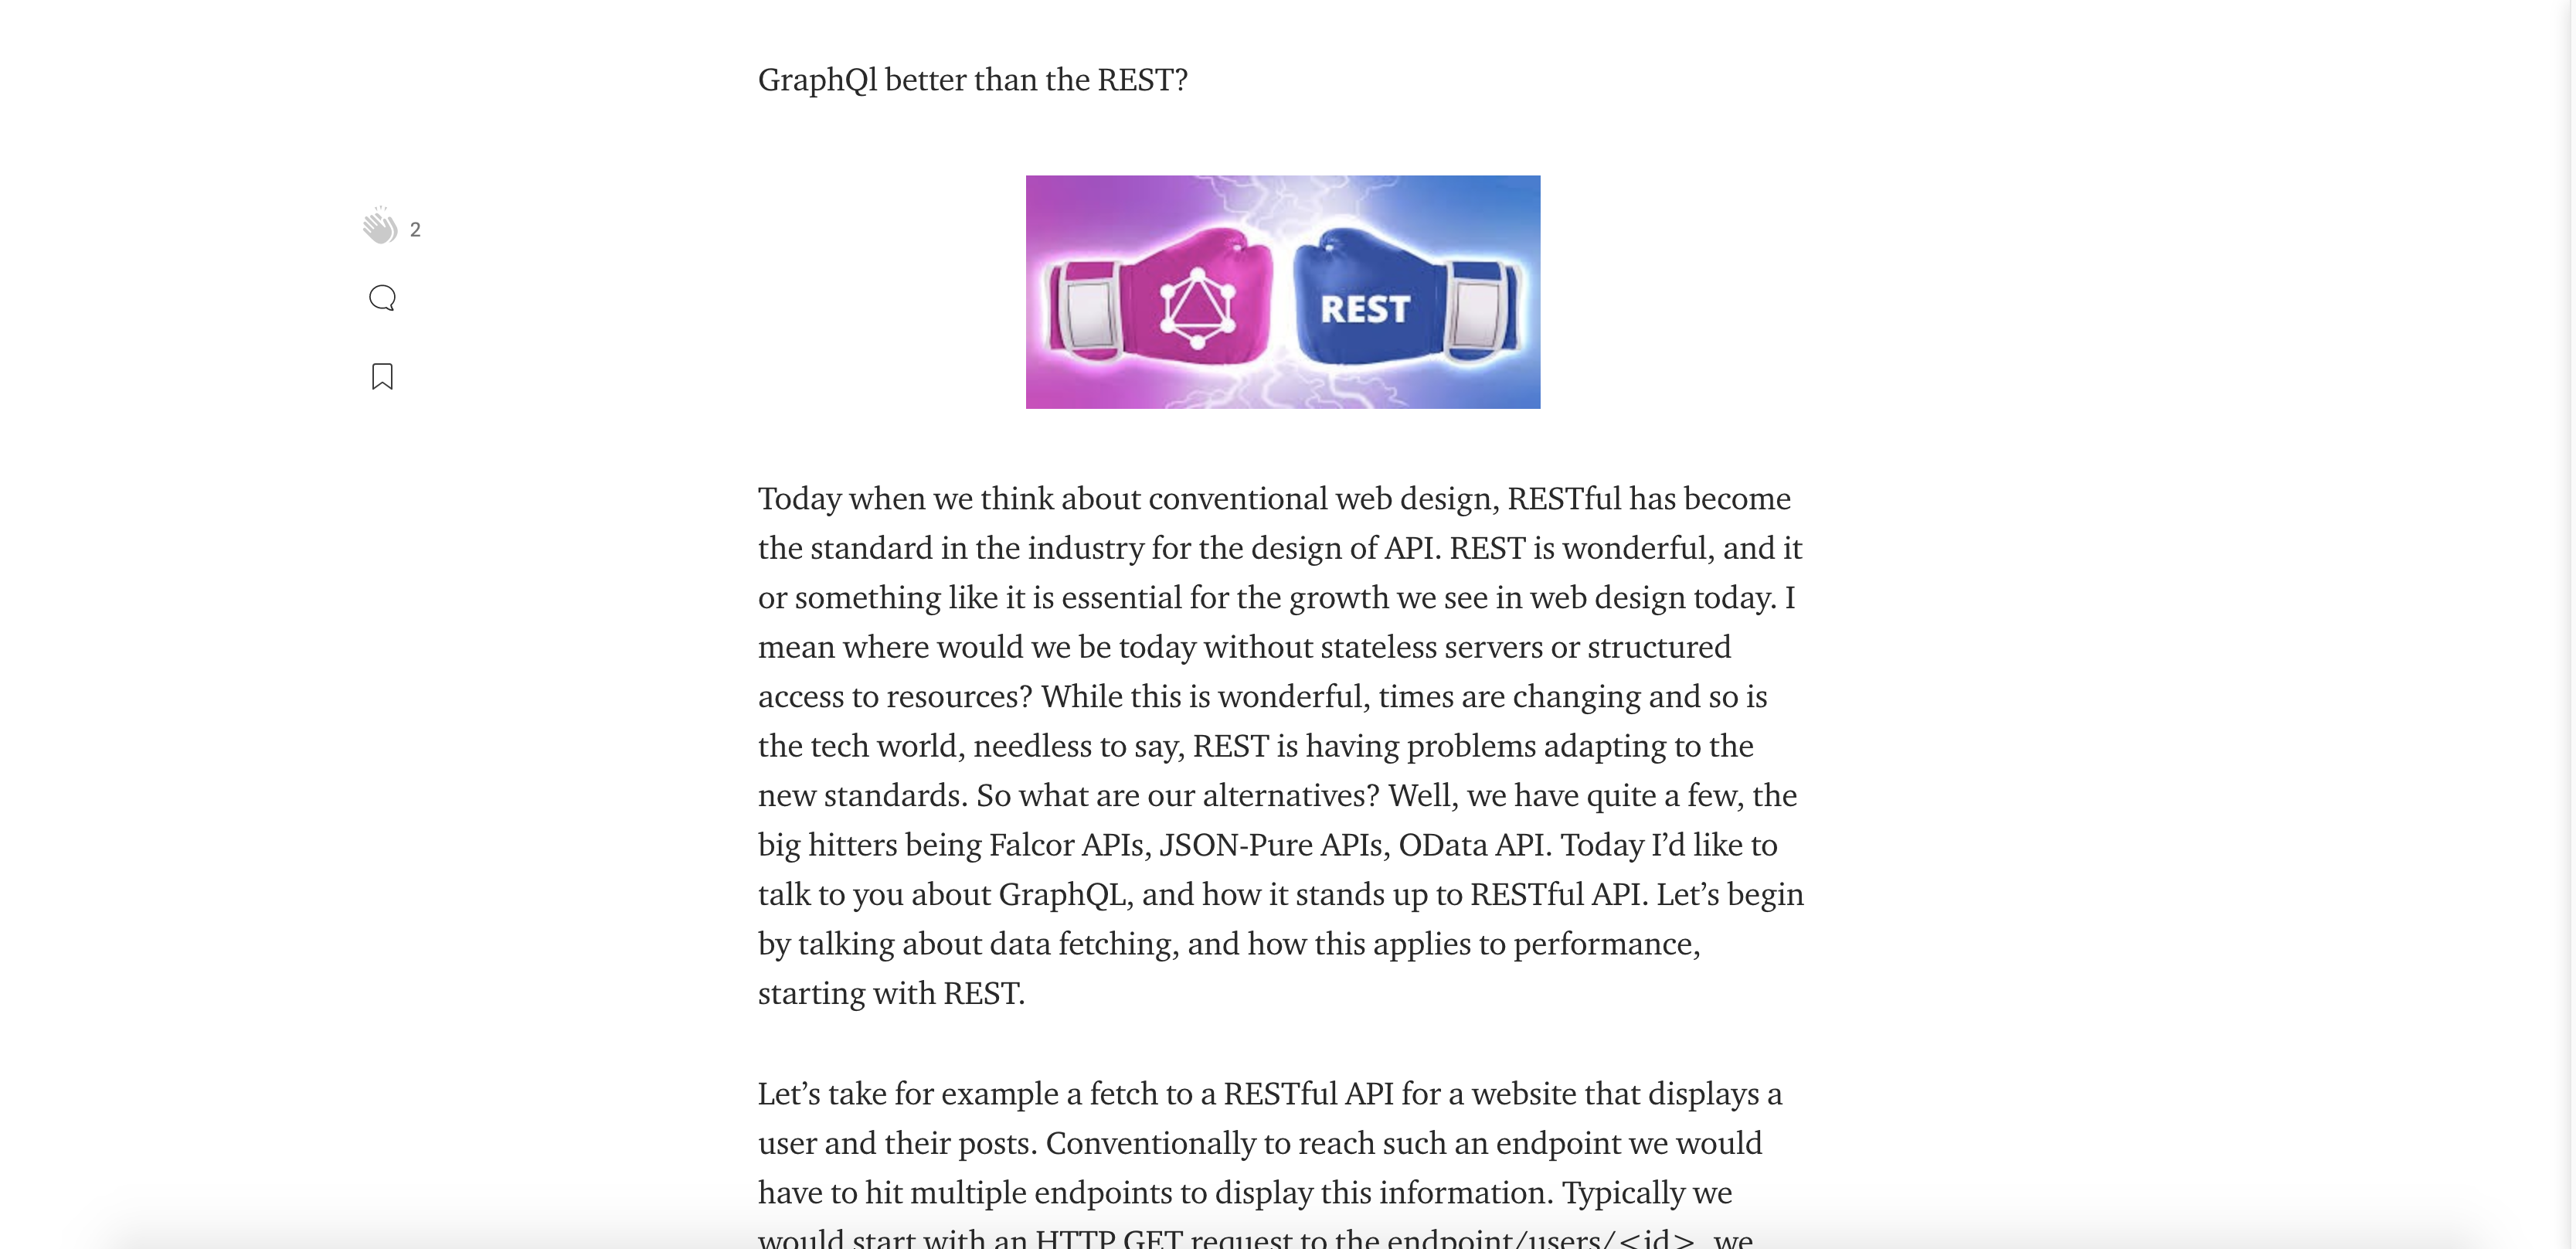 GraphQl better than the REST?
2
REST
Today when we think about conventional web design, RESTful has become
the standard in the industry for the design of API. REST is wonderful, and it
or something like it is essential for the growth we see in web design today. I
mean where would we be today without stateless servers or structured
access to resources? While this is wonderful, times are changing and so is
the tech world, needless to say, REST is having problems adapting to the
new standards. So what are our alternatives? Well, we have quite a few, the
big hitters being Falcor APIs, JSON-Pure APIs, OData API. Today I’d like to
talk to you about GraphQL, and how it stands up to RESTful API. Let’s begin
by talking about data fetching, and how this applies to performance,
starting with REST.
Let’s take for example a fetch to a RESTful API for a website that displays a
user and their posts. Conventionally to reach such an endpoint we would
have to hit multiple endpoints to display this information. Typically we
would start with an HTTP GET request to the endpoint/users/<id>, we